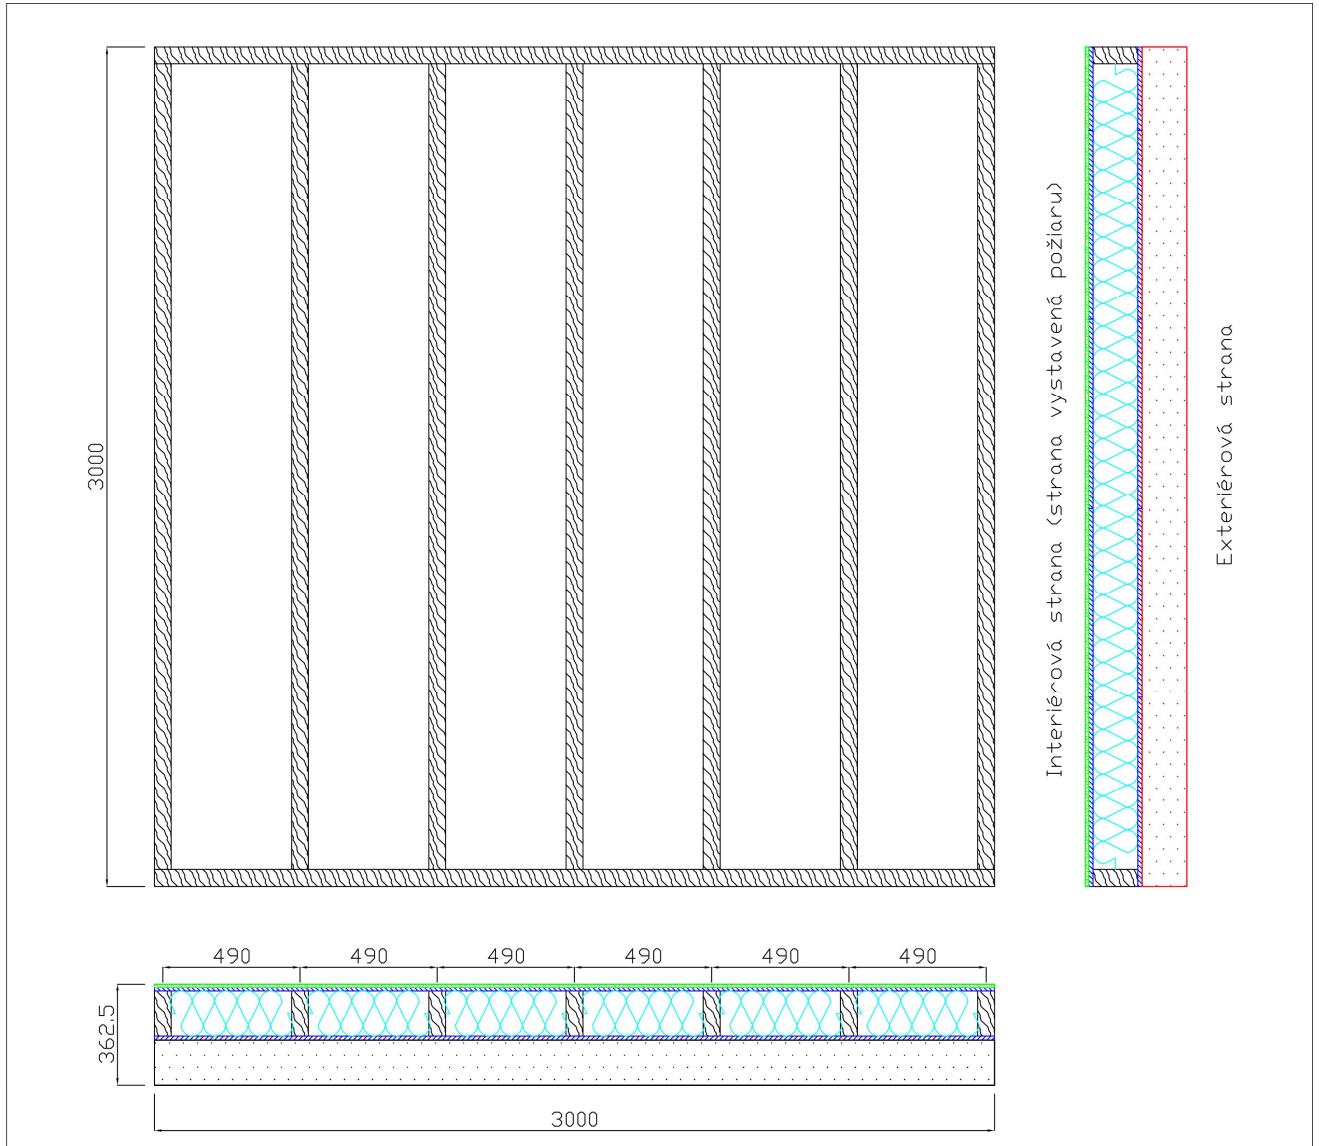 3000
Interiérová strana (strana vystavená požiaru)
Exteriérová strana
490 490 490 490 490 490
362.5
3000